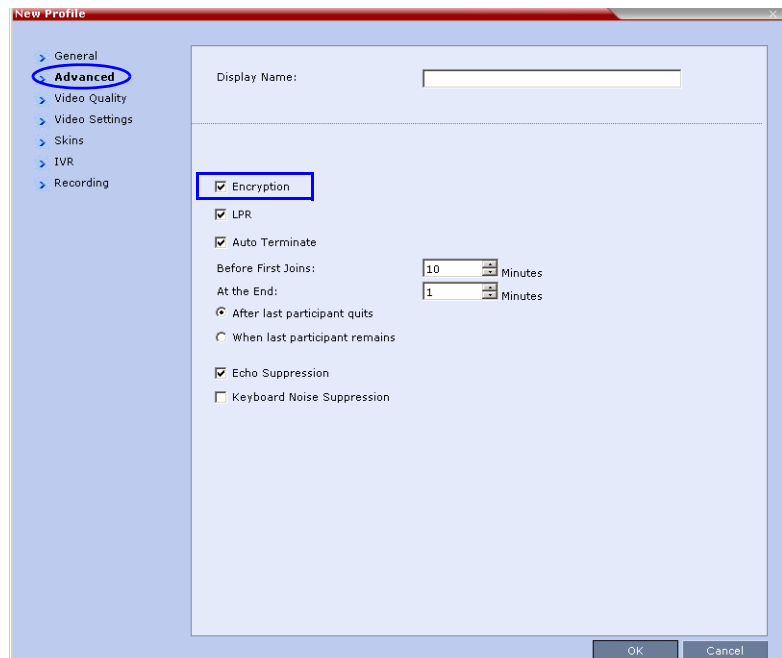 New Profile
General
Advanced
Video Quality
Video Settings
Skins
IVR
Recording
Display Name:
Encryption
LPR
Auto Terminate
Before First Joins: 10 Minutes
At the End: 1 Minutes
After last participant quits
When last participant remains
Echo Suppression
Keyboard Noise Suppression
OK Cancel